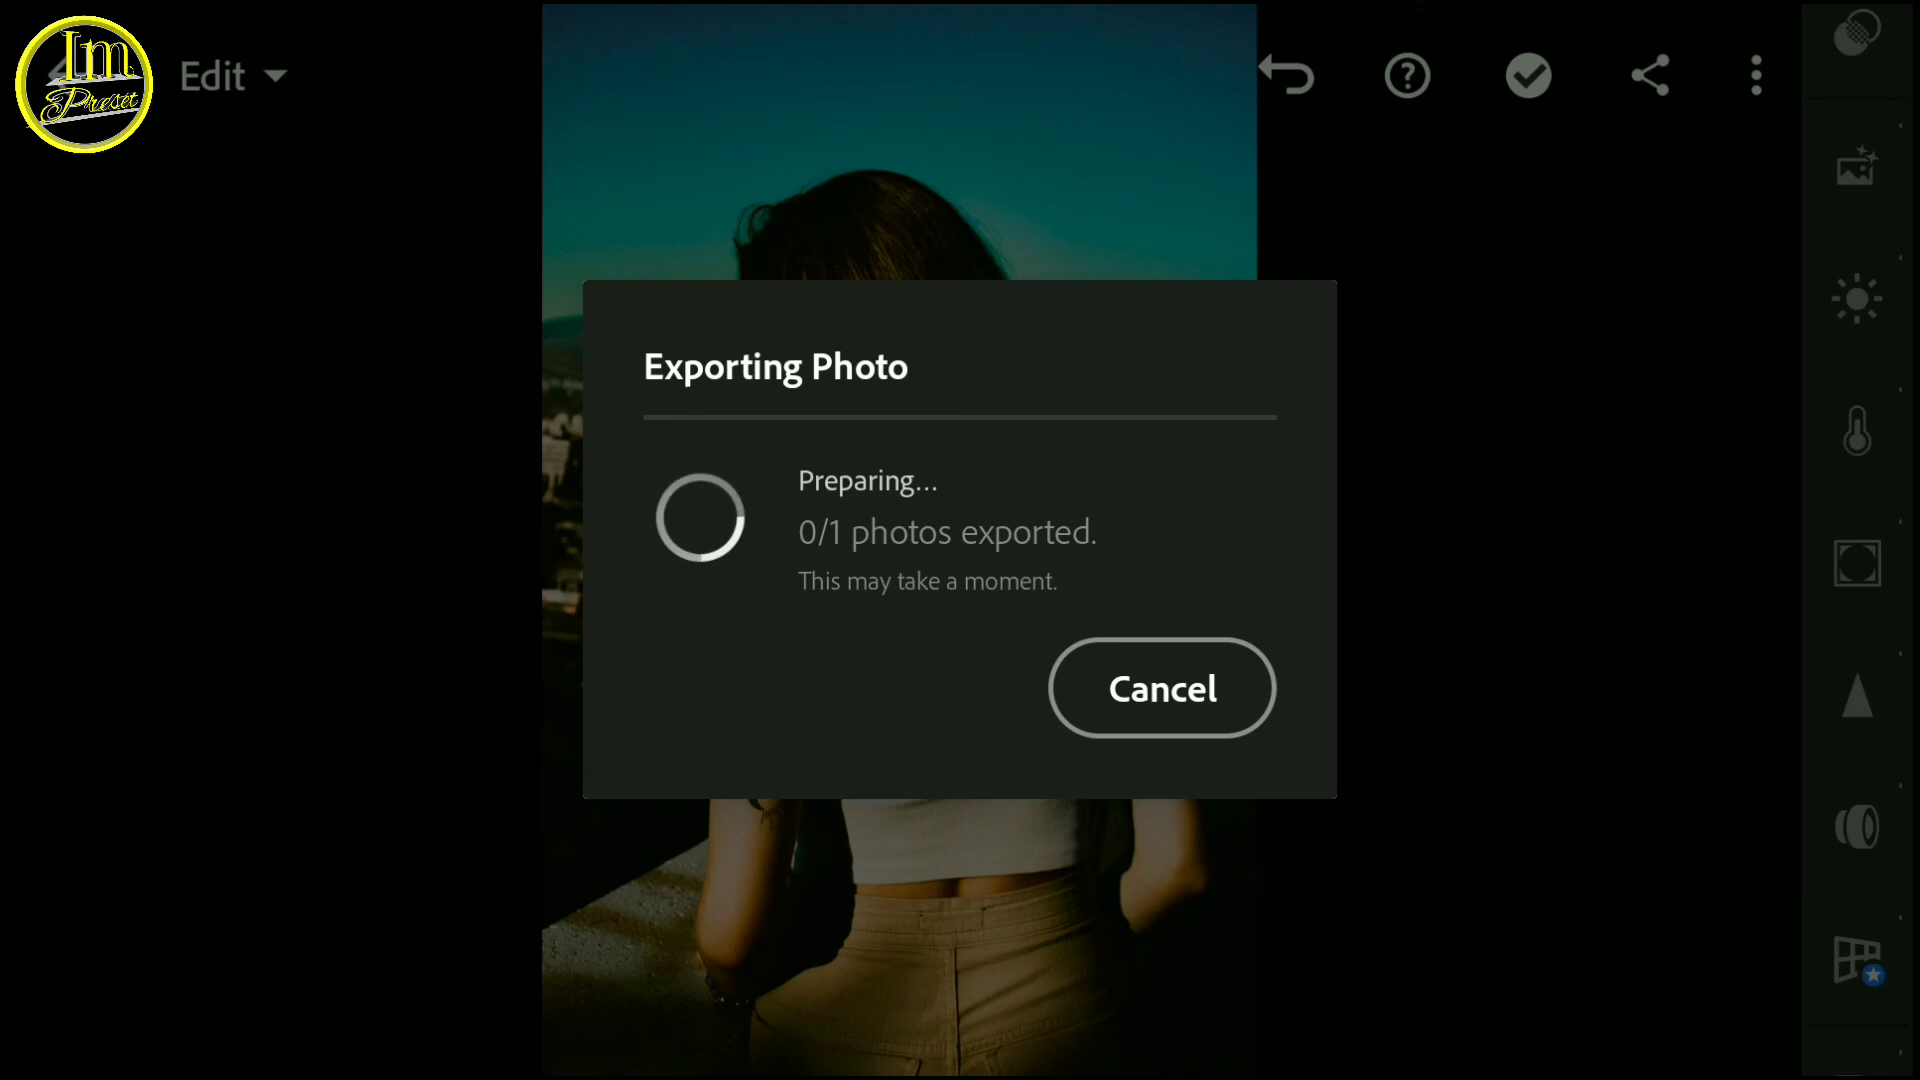 Im
Preset
Edit
Exporting Photo
Preparing...
0/1 photos exported.
This may take a moment.
Cancel